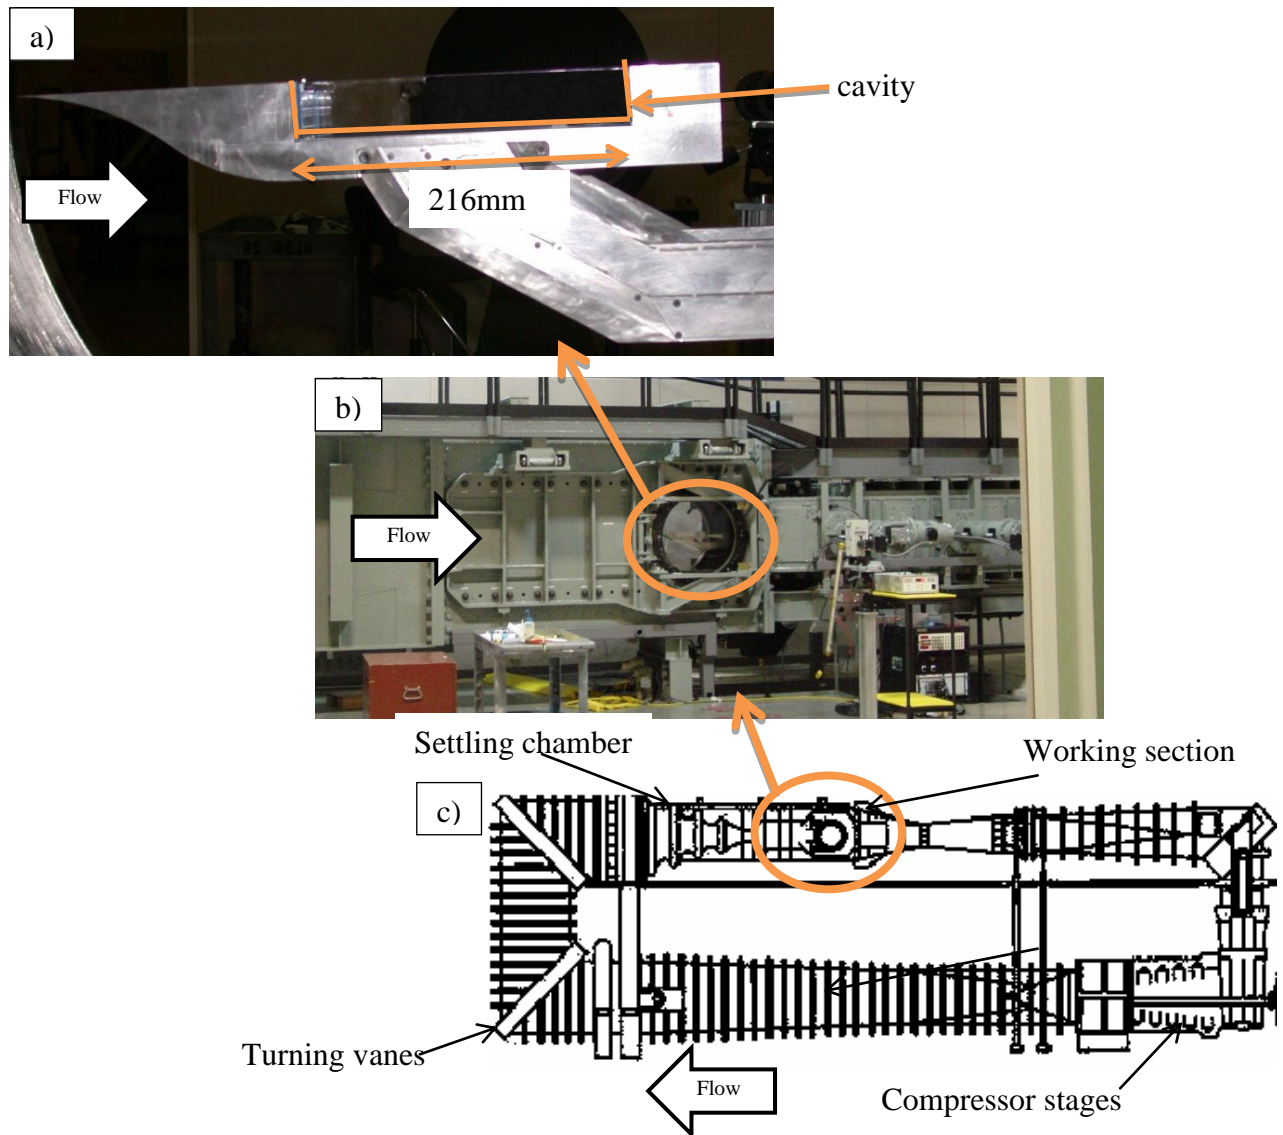 a)
cavity
Flow
216mm
b)
Flow
Settling chamber
Working section
c)
Turning vanes
Flow
Compressor stages